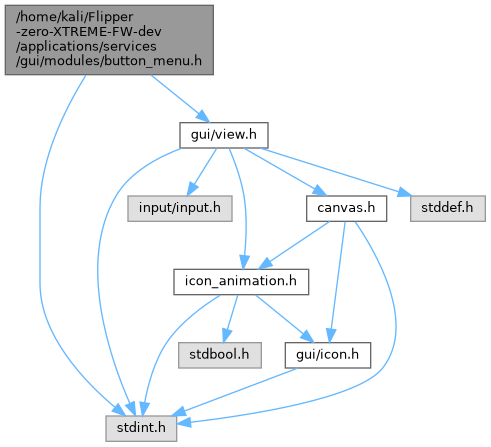 /home/kali/Flipper
-zero-XTREME-FW-dev
/applications/services
/gui/modules/button_menu.h
gui/view.h
input/input.h
canvas.h
stddef.h
icon_animation.h
stdbool.h
gui/icon.h
stdint.h